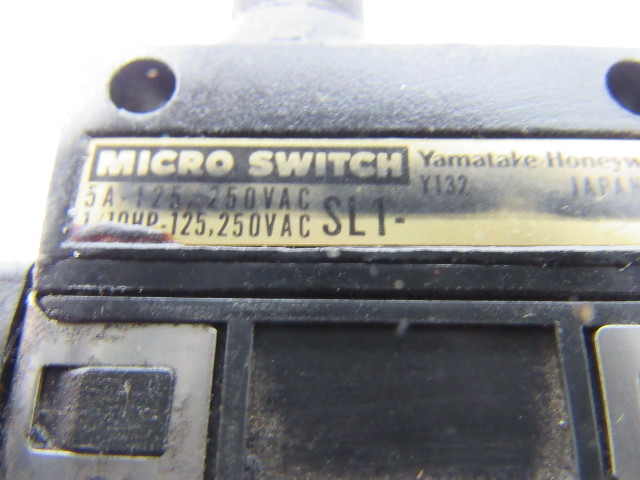 MICRO SWITCH Yamatake-Honeyw
Y132 JAPAN
5A-125, 250VAC
1/10HP-125,250VAC SL1-